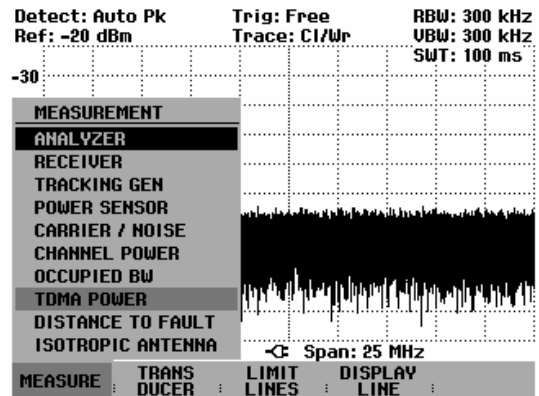 Detect: Auto Pk Trig: Free RBW: 300 kHz
Ref: -20 dBm Trace: Cl/Wr VBW: 300 kHz
SWT: 100 ms
-30
MEASUREMENT
ANALYZER
RECEIVER
TRACKING GEN
POWER SENSOR
CARRIER / NOISE
CHANNEL POWER
OCCUPIED BW
TDMA POWER
DISTANCE TO FAULT
ISOTROPIC ANTENNA
Span: 25 MHz
MEASURE
TRANS
DUCER
LIMIT
LINES
DISPLAY
LINE